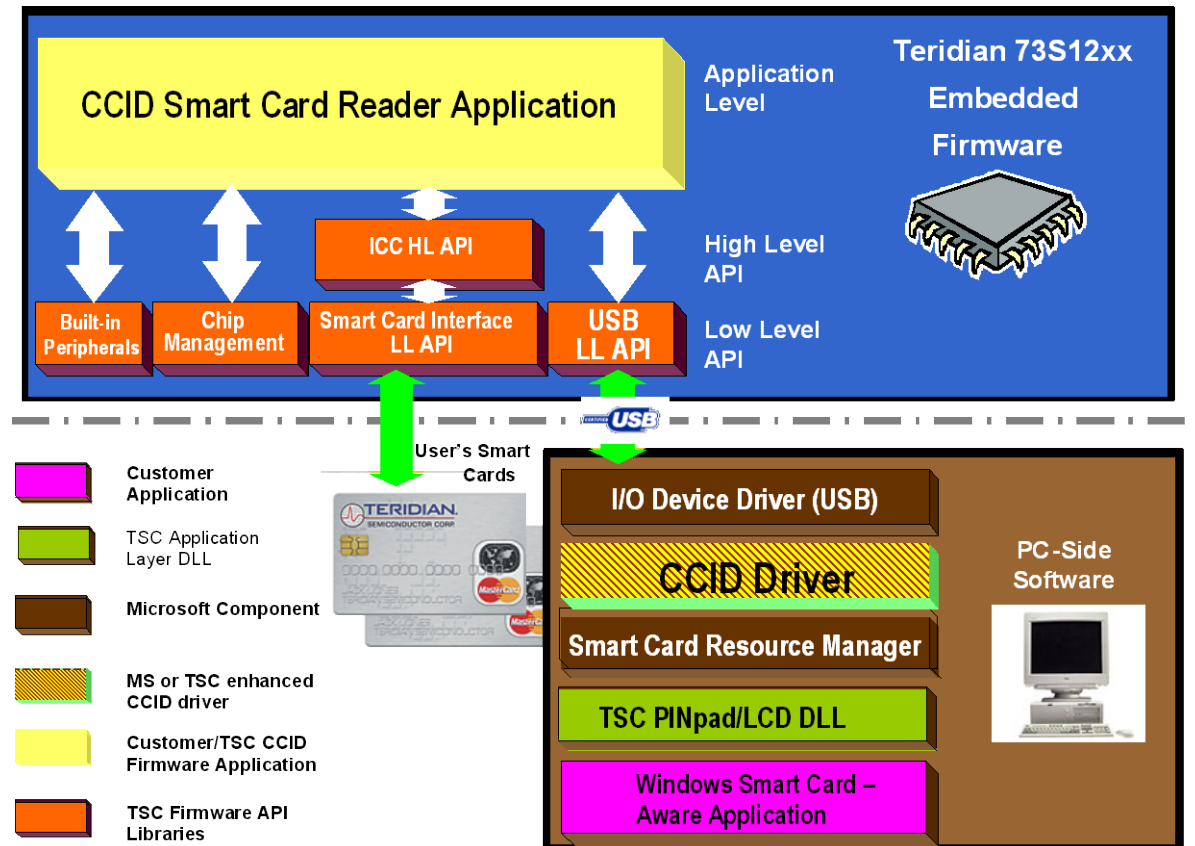 CCID Smart Card Reader Application
Application
Level
Teridian 73S12xx
Embedded
Firmware
ICC HL API
High Level
API
Built-in
Peripherals
Chip
Management
Smart Card Interface
LL API
USB
LL API
Low Level
API
CERTIFIED USB
User's Smart
Cards
Customer
Application
TSC Application
Layer DLL
Microsoft Component
MS or TSC enhanced
CCID driver
Customer/TSC CCID
Firmware Application
TSC Firmware API
Libraries
TERIDIAN
SEMICONDUCTOR CORP.
MasterCard
TERIDIAN SEMICONDUCTOR
I/O Device Driver (USB)
CCID Driver
Smart Card Resource Manager
TSC PINpad/LCD DLL
Windows Smart Card –
Aware Application
PC-Side
Software